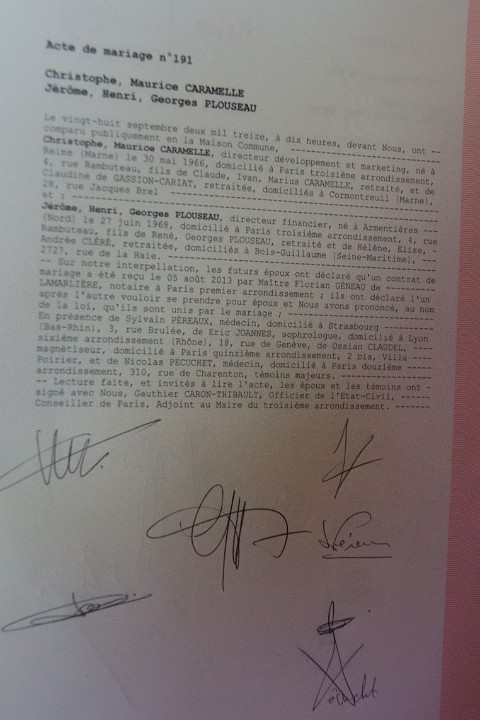 Acte de mariage n°191
Christophe, Maurice CARAMELLE
Jérôme, Henri, Georges PLOUSEAU
Le vingt-huit septembre deux mil treize, à dix heures, devant Nous, ont --
comparu publiquement en la Maison Commune, ------------------------
Christophe, Maurice CARAMELLE, directeur développement et marketing, né à
Reims (Marne) le 30 mai 1966, domicilié à Paris troisième arrondissement,
4, rue Rambuteau, fils de Claude, Ivan, Marius CARAMELLE, retraité, et de
Claudine de GASSION-CARIAT, retraitée, domiciliés à Cormontreuil (Marne),
28, rue Jacques Brel ------------------------
et : ------------------------
Jérôme, Henri, Georges PLOUSEAU, directeur financier, né à Armentières --
(Nord) le 27 juin 1969, domicilié à Paris troisième arrondissement, 4, rue
Rambuteau, fils de René, Georges PLOUSEAU, retraité et de Hélène, Elise, -
Andrée CLÉRÉ, retraitée, domiciliés à Bois-Guillaume (Seine-Maritime), ----
2727, rue de la Haie. ------------------------
-- Sur notre interpellation, les futurs époux ont déclaré qu'un contrat de
mariage a été reçu le 05 août 2013 par Maître Florian GÉNEAU de --------
LAMARLIÈRE, notaire à Paris premier arrondissement ; ils ont déclaré l'un
après l'autre vouloir se prendre pour époux et Nous avons prononcé, au nom
de la loi, qu'ils sont unis par le mariage ; ----------------
En présence de Sylvain PÉREAUX, médecin, domicilié à Strasbourg --------
(Bas-Rhin), 3, rue Brulée, de Eric JOANNES, sophrologue, domicilié à Lyon
sixième arrondissement (Rhône), 18, rue de Genève, de Ossian CLAUDEL, ----
magnétiseur, domicilié à Paris quinzième arrondissement, 2 bis, Villa ----
Poirier, et de Nicolas PECUCHET, médecin, domicilié à Paris douzième ----
arrondissement, 310, rue de Charenton, témoins majeurs. ----------------
-- Lecture faite, et invités à lire l'acte, les époux et les témoins ont -
signé avec Nous, Gauthier CARON-THIBAULT, Officier de l'Etat-Civil, ------
Conseiller de Paris, Adjoint au Maire du troisième arrondissement. -------